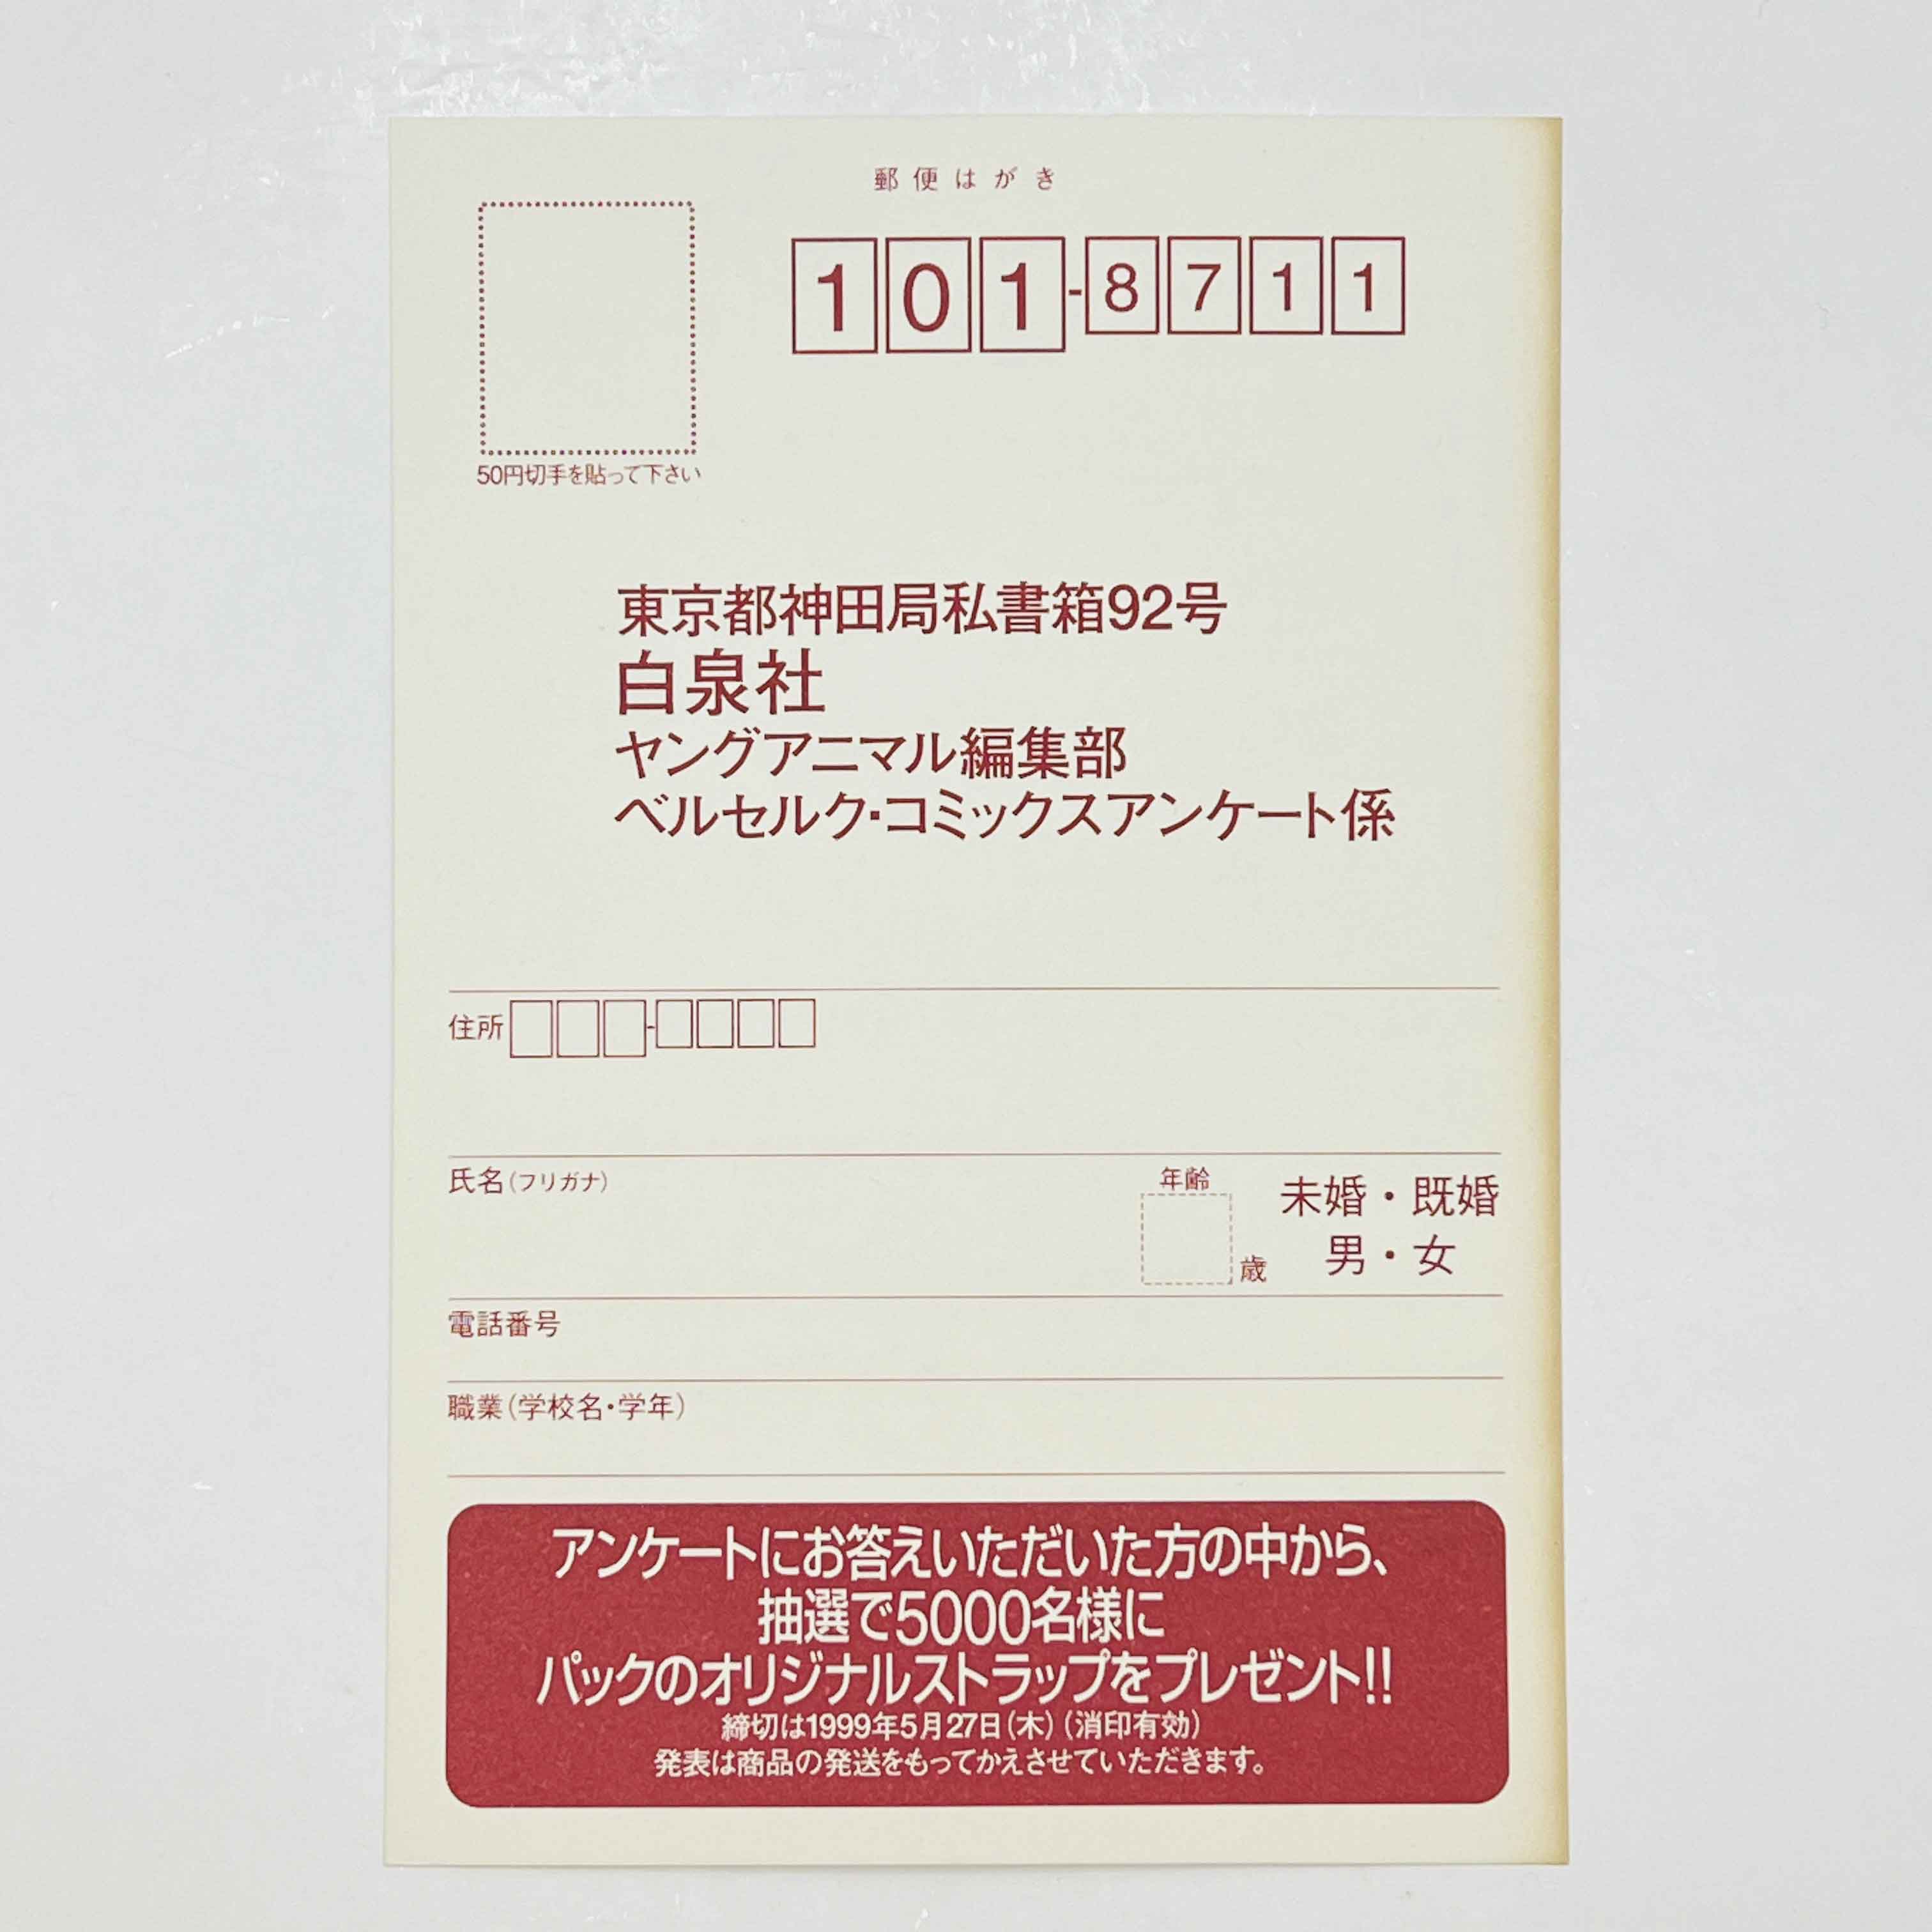 郵便はがき
101-8711
50円切手を貼って下さい
東京都神田局私書箱92号
白泉社
ヤングアニマル編集部
ベルセルク・コミックスアンケート係
住所
氏名(フリガナ)
年齢
歳
未婚・既婚
男・女
電話番号
職業(学校名・学年)
アンケートにお答えいただいた方の中から、
抽選で5000名様に
パックのオリジナルストラップをプレゼント!!
締切は1999年5月27日(木)(消印有効)
発表は商品の発送をもってかえさせていただきます。